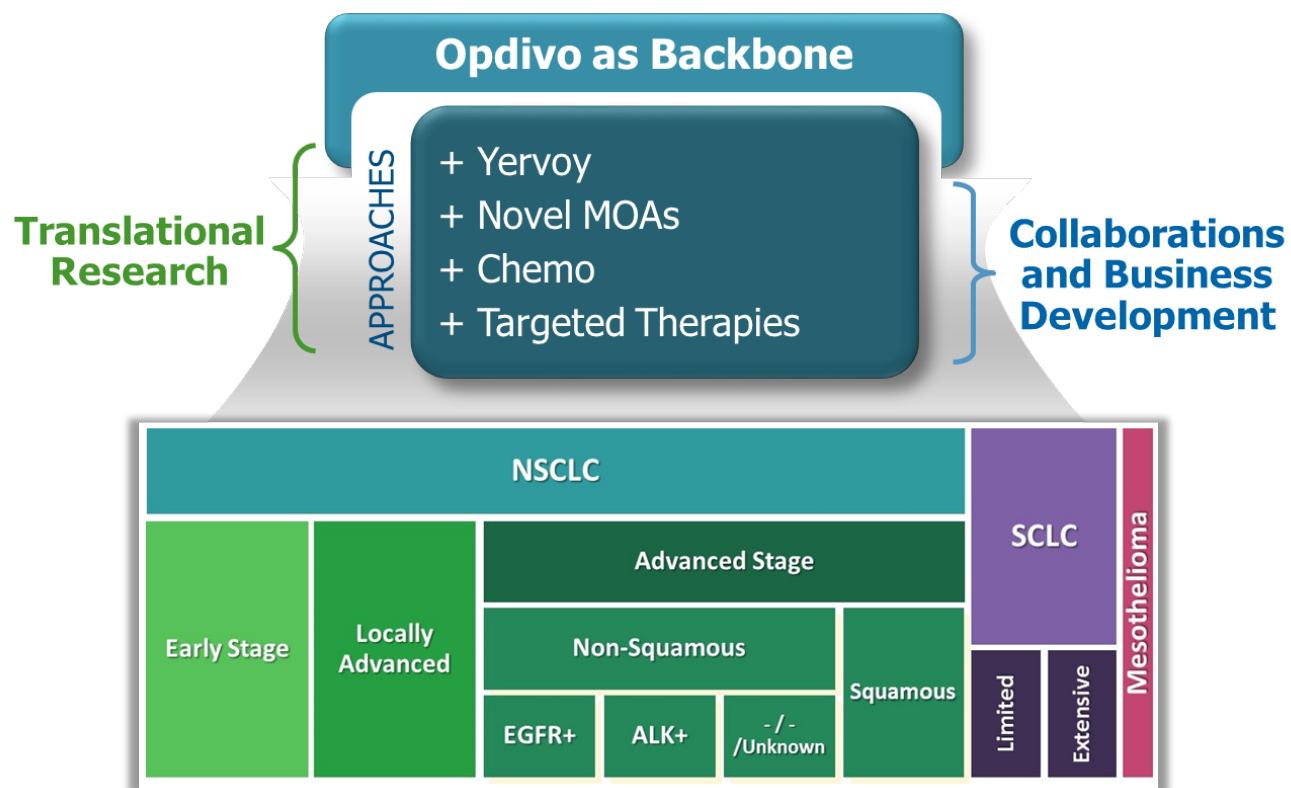 Opdivo as Backbone
APPROACHES
+ Yervoy
+ Novel MOAs
+ Chemo
+ Targeted Therapies
Translational
Research
Collaborations
and Business
Development
NSCLC
SCLC
Mesothelioma
Early Stage
Locally
Advanced
Advanced Stage
Non-Squamous
Squamous
EGFR+
ALK+
- / -
/Unknown
Limited
Extensive